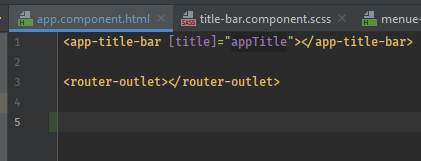 app.component.html
title-bar.component.scss
menue-
1 <app-title-bar [title]="appTitle"></app-title-bar>
2
3 <router-outlet></router-outlet>
4
5